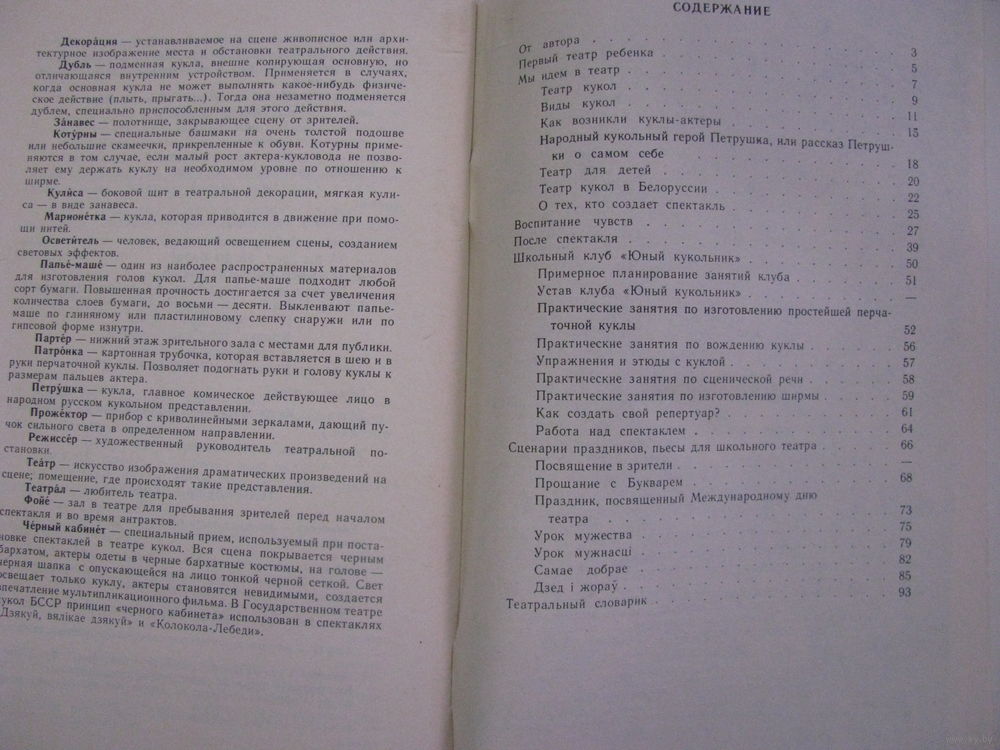 Декора́ция — устанавливаемое на сцене живописное или архи-
тектурное изображение места и обстановки театрального действия.
Дубль — подменная кукла, внешне копирующая основную, но
отличающаяся внутренним устройством. Применяется в случаях,
когда основная кукла не может выполнять какое-нибудь физиче-
ское действие (плыть, прыгать...). Тогда она незаметно подменяется
дублем, специально приспособленным для этого действия.
За́навес — полотнище, закрывающее сцену от зрителей.
Коту́рны — специальные башмаки на очень толстой подошве
или небольшие скамеечки, прикрепленные к обуви. Котурны приме-
няются в том случае, если малый рост актера-кукловода не позво-
ляет ему держать куклу на необходимом уровне по отношению к
ширме.
Кули́са — боковой щит в театральной декорации, мягкая кули-
са — в виде занавеса.
Марионе́тка — кукла, которая приводится в движение при помо-
щи нитей.
Освети́тель — человек, ведающий освещением сцены, созданием
световых эффектов.
Папье́-маше́ — один из наиболее распространенных материалов
для изготовления голов кукол. Для папье-маше подходит любой
сорт бумаги. Повышенная прочность достигается за счет увеличения
количества слоев бумаги, до восьми — десяти. Выклеивают папье-
маше по глиняному или пластилиновому слепку снаружи или по
гипсовой форме изнутри.
Парте́р — нижний этаж зрительного зала с местами для публики.
Патро́нка — картонная трубочка, которая вставляется в шею и в
руки перчаточной куклы. Позволяет подогнать руки и голову куклы к
размерам пальцев актера.
Петру́шка — кукла, главное комическое действующее лицо в
народном русском кукольном представлении.
Проже́ктор — прибор с криволинейными зеркалами, дающий пу-
чок сильного света в определенном направлении.
Режиссёр — художественный руководитель театральной по-
становки.
Теа́тр — искусство изображения драматических произведений на
сцене; помещение, где происходят такие представления.
Театра́л — любитель театра.
Фойе́ — зал в театре для пребывания зрителей перед началом
спектакля и во время антрактов.
Чёрный кабине́т — специальный прием, используемый при поста-
новке спектаклей в театре кукол. Вся сцена покрывается черным
бархатом, актеры одеты в черные бархатные костюмы, на голове —
черная шапка с опускающейся на лицо тонкой черной сеткой. Свет
освещает только куклу, актеры становятся невидимыми, создается
впечатление мультипликационного фильма. В Государственном театре
кукол БССР принцип «черного кабинета» использован в спектаклях
«Дзякуй, вялікае дзякуй» и «Колокола-Лебеди».
СОДЕРЖАНИЕ
От автора . . . 3
Первый театр ребенка . . . 5
Мы идем в театр . . . 7
Театр кукол . . . 9
Виды кукол . . . 11
Как возникли куклы-актеры . . . 15
Народный кукольный герой Петрушка, или рассказ Петруш-
ки о самом себе . . . 18
Театр для детей . . . 20
Театр кукол в Белоруссии . . . 22
О тех, кто создает спектакль . . . 25
Воспитание чувств . . . 27
После спектакля . . . 39
Школьный клуб «Юный кукольник» . . . 50
Примерное планирование занятий клуба . . . 51
Устав клуба «Юный кукольник» . . .
Практические занятия по изготовлению простейшей перча-
точной куклы 52
Практические занятия по вождению куклы . . . 56
Упражнения и этюды с куклой . . . 57
Практические занятия по сценической речи . . . 58
Практические занятия по изготовлению ширмы . . . 59
Как создать свой репертуар? . . . 61
Работа над спектаклем . . . 64
Сценарии праздников, пьесы для школьного театра . . . 66
Посвящение в зрители . . . —
Прощание с Букварем . . . 68
Праздник, посвященный Международному дню
театра . . . 73
Урок мужества . . . 75
Урок мужнасці . . . 79
Самае добрае . . . 82
Дзед і жораў . . . 85
Театральный словарик . . . 93
www.ay.by